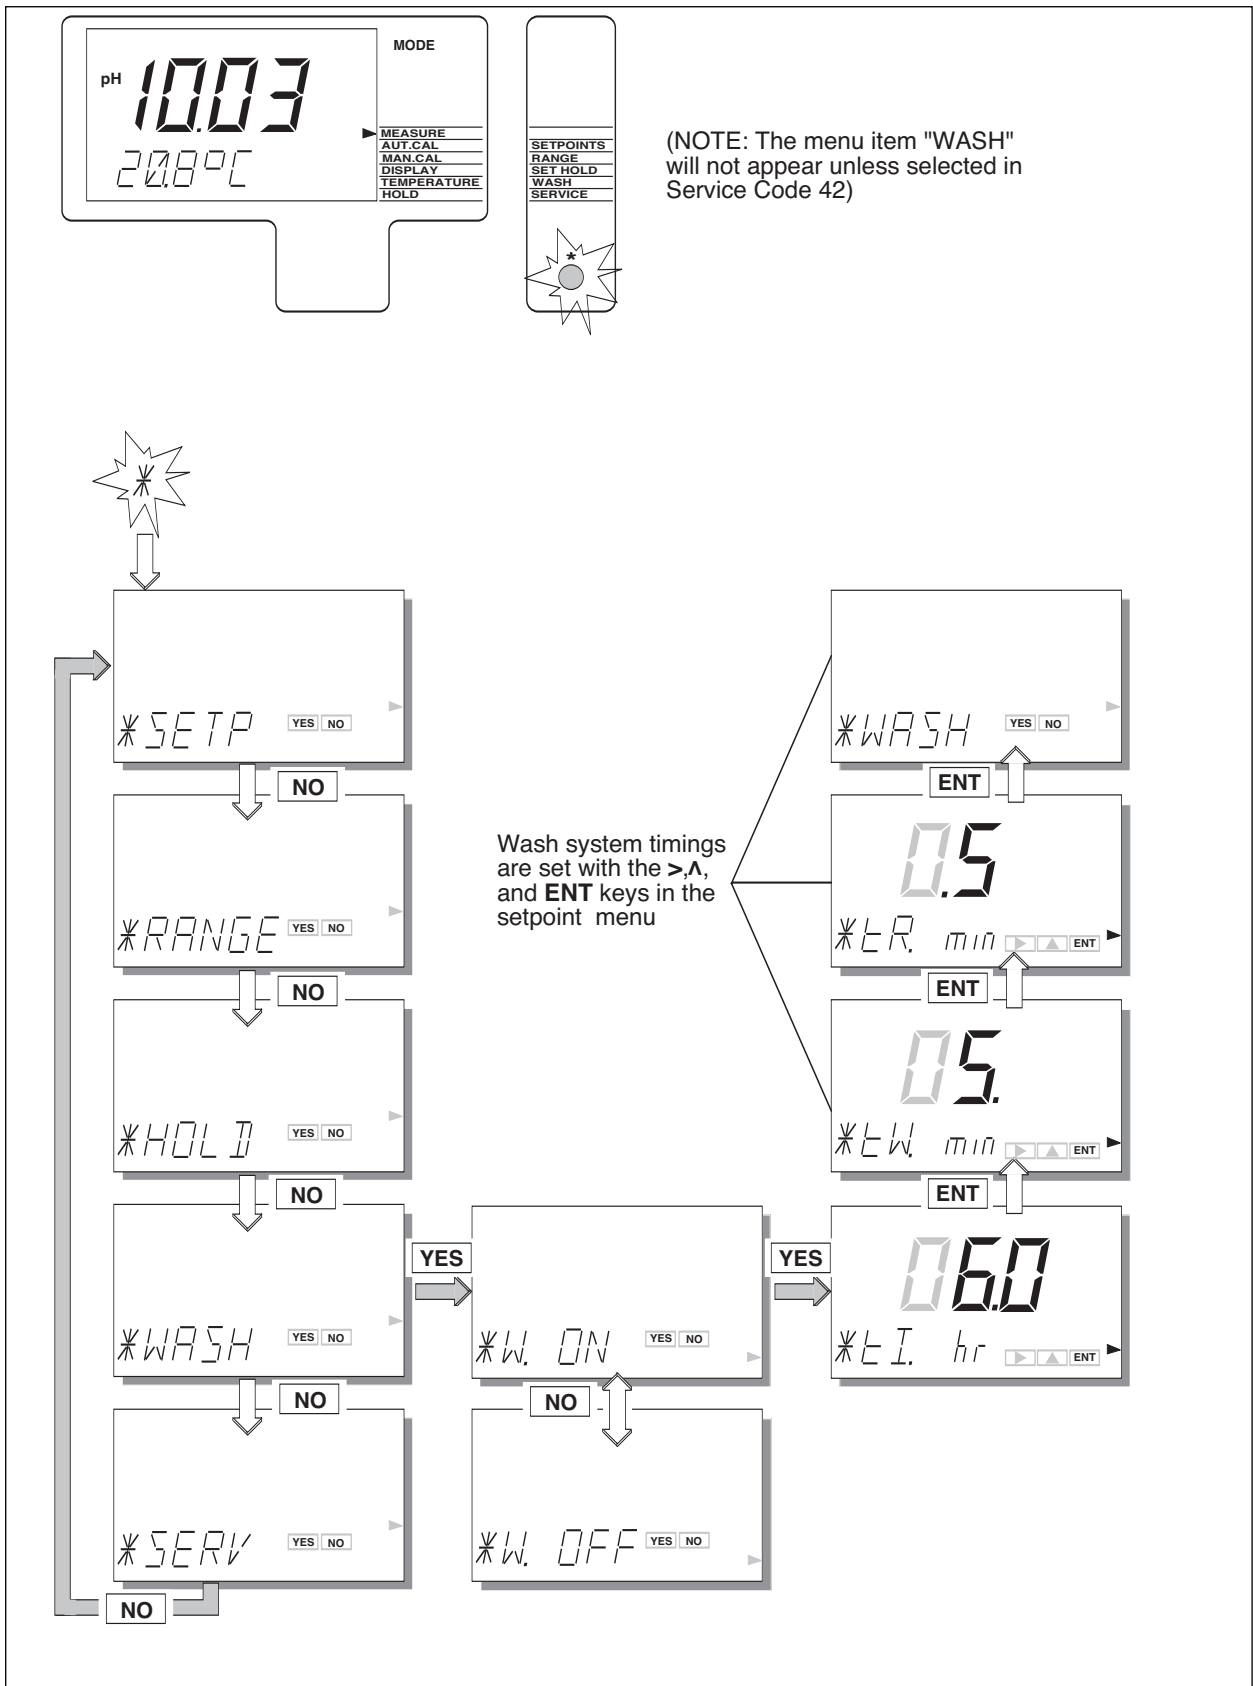 MODE
pH
10.03
20.8°C
MEASURE
AUT.CAL
MAN.CAL
DISPLAY
TEMPERATURE
HOLD
SETPOINTS
RANGE
SET HOLD
WASH
SERVICE
*
(NOTE: The menu item "WASH"
will not appear unless selected in
Service Code 42)
*
*SETP YES NO
NO
*RANGE YES NO
NO
*HOLD YES NO
NO
*WASH YES NO
NO
*SERV YES NO
NO
YES
*W. ON YES NO
NO
*W. OFF YES NO
YES
06.0
*tI. hr ENT
ENT
05.
*tW. min ENT
ENT
0.5
*tR. min ENT
ENT
*WASH YES NO
Wash system timings
are set with the >,∧,
and ENT keys in the
setpoint menu